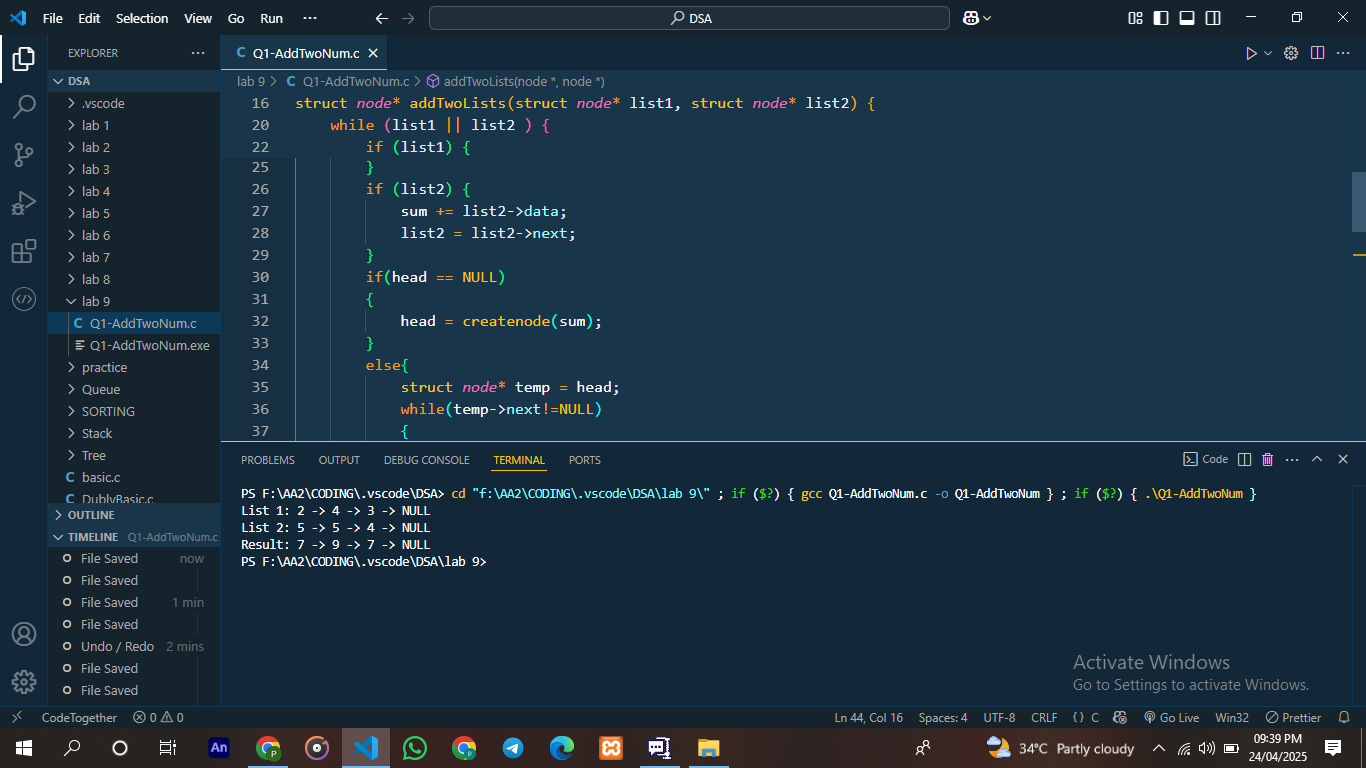 File Edit Selection View Go Run ··· DSA
EXPLORER ···
DSA
.vscode
lab 1
lab 2
lab 3
lab 4
lab 5
lab 6
lab 7
lab 8
lab 9
C Q1-AddTwoNum.c
Q1-AddTwoNum.exe
practice
Queue
SORTING
Stack
Tree
C basic.c
C DublyBasic.c
OUTLINE
TIMELINE Q1-AddTwoNum.c
File Saved now
File Saved
File Saved 1 min
File Saved
Undo / Redo 2 mins
File Saved
File Saved
C Q1-AddTwoNum.c
lab 9 > C Q1-AddTwoNum.c > addTwoLists(node *, node *)
16 struct node* addTwoLists(struct node* list1, struct node* list2) {
20 while (list1 || list2 ) {
22 if (list1) {
25 }
26 if (list2) {
27 sum += list2->data;
28 list2 = list2->next;
29 }
30 if(head == NULL)
31 {
32 head = createnode(sum);
33 }
34 else{
35 struct node* temp = head;
36 while(temp->next!=NULL)
37 {
PROBLEMS OUTPUT DEBUG CONSOLE TERMINAL PORTS Code
PS F:\AA2\CODING\.vscode\DSA> cd "f:\AA2\CODING\.vscode\DSA\lab 9\" ; if ($?) { gcc Q1-AddTwoNum.c -o Q1-AddTwoNum } ; if ($?) { .\Q1-AddTwoNum }
List 1: 2 -> 4 -> 3 -> NULL
List 2: 5 -> 5 -> 4 -> NULL
Result: 7 -> 9 -> 7 -> NULL
PS F:\AA2\CODING\.vscode\DSA\lab 9>
Activate Windows
Go to Settings to activate Windows.
CodeTogether 0 0 Ln 44, Col 16 Spaces: 4 UTF-8 CRLF {} C Go Live Win32 Prettier
An 34°C Partly cloudy 09:39 PM
24/04/2025